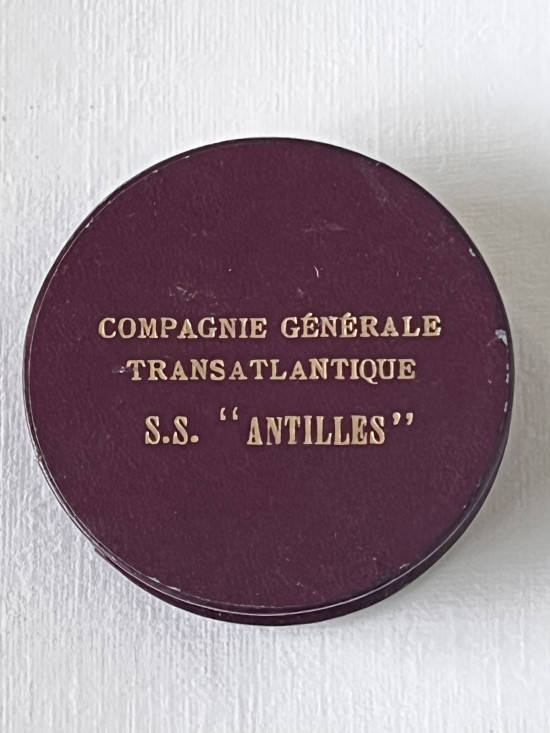 COMPAGNIE GÉNÉRALE
TRANSATLANTIQUE
S.S. “ANTILLES”